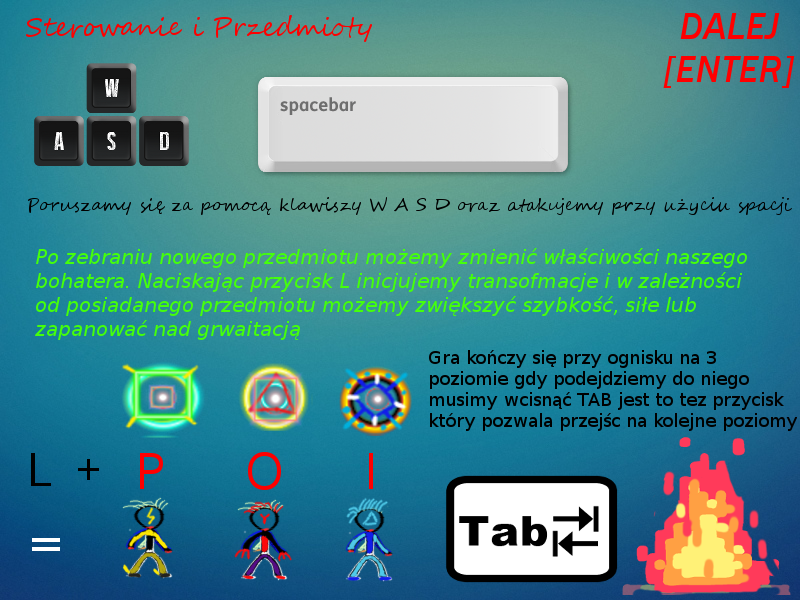 Sterowanie i Przedmioty
DALEJ
[ENTER]
W
A S D
spacebar
Poruszamy się za pomocą klawiszy W A S D oraz atakujemy przy użyciu spacji
Po zebraniu nowego przedmiotu możemy zmienić właściwości naszego
bohatera. Naciskając przycisk L inicjujemy transofmacje i w zależności
od posiadanego przedmiotu możemy zwiększyć szybkość, siłe lub
zapanować nad grwaitacją
Gra kończy się przy ognisku na 3
poziomie gdy podejdziemy do niego
musimy wcisnąć TAB jest to tez przycisk
który pozwala przejśc na kolejne poziomy
L + P O I
=
Tab